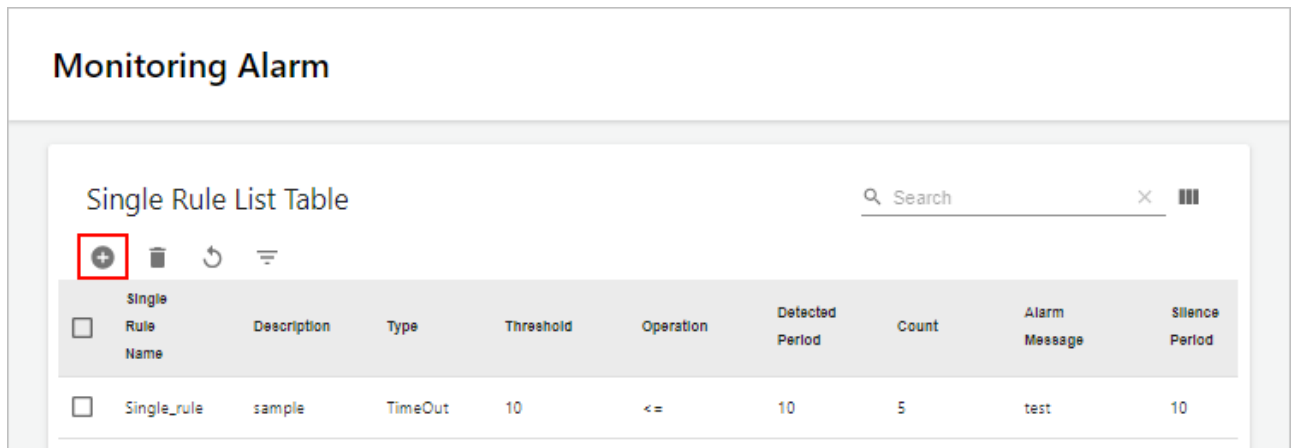 Monitoring Alarm
Single Rule List Table
Search
Single Rule Name Description Type Threshold Operation Detected Period Count Alarm Message Silence Period
Single_rule sample TimeOut 10 <= 10 5 test 10